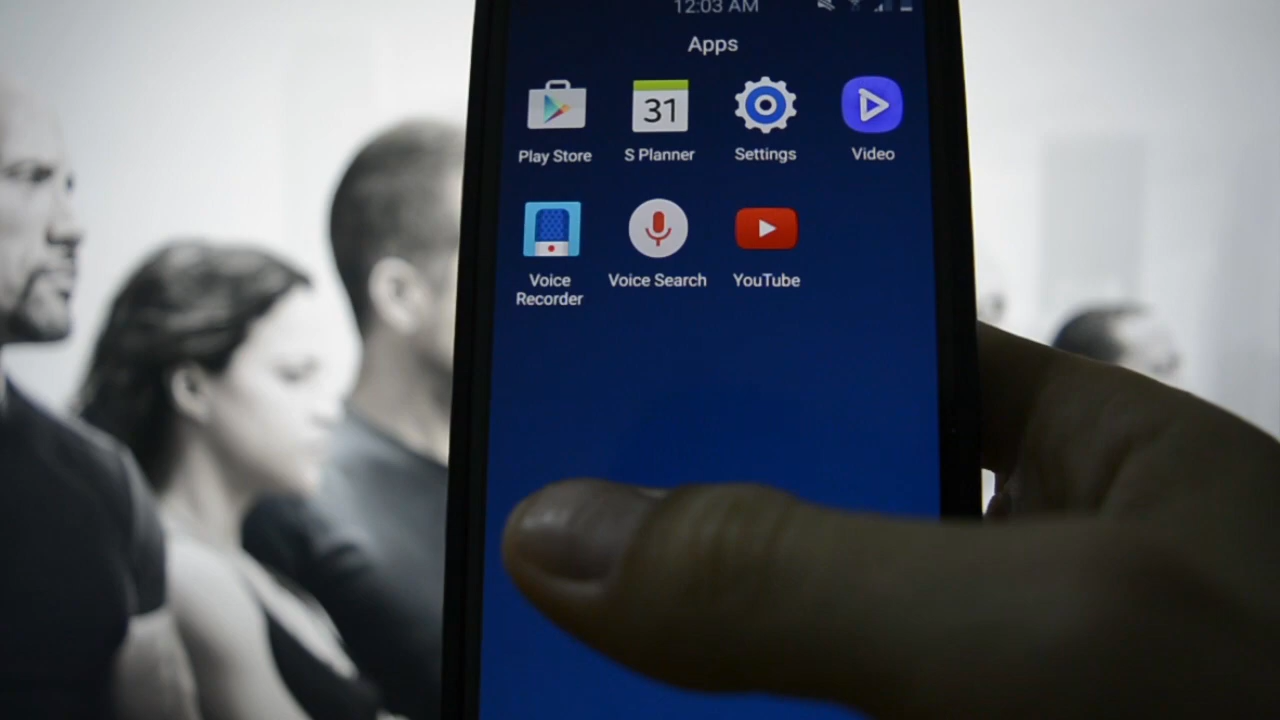 12:03 AM
Apps
31
Play Store
S Planner
Settings
Video
Voice
Recorder
Voice Search
YouTube